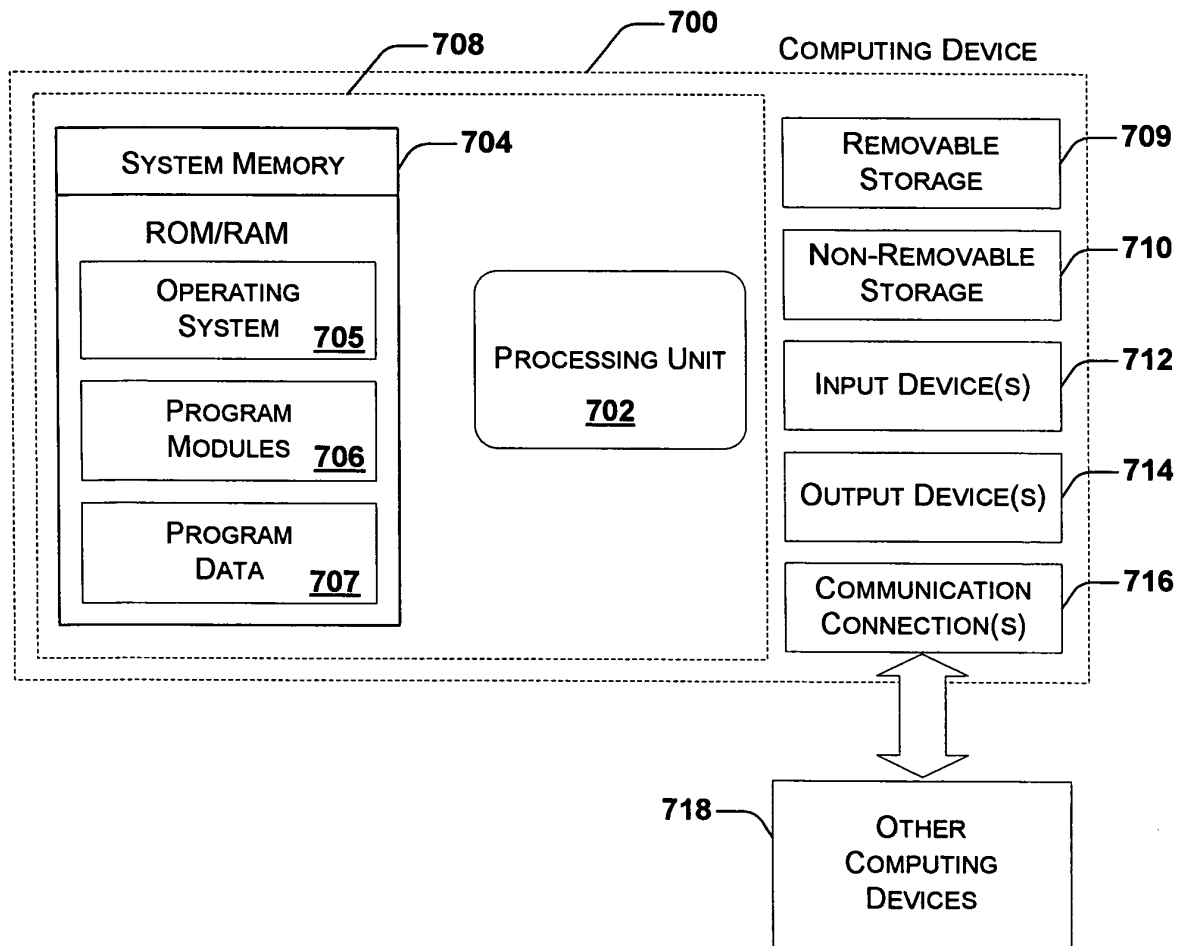 700
708
COMPUTING DEVICE
704
SYSTEM MEMORY
ROM/RAM
OPERATING
SYSTEM
705
PROGRAM
MODULES
706
PROGRAM
DATA
707
PROCESSING UNIT
702
REMOVABLE
STORAGE
709
NON-REMOVABLE
STORAGE
710
INPUT DEVICE(S)
712
OUTPUT DEVICE(S)
714
COMMUNICATION
CONNECTION(S)
716
718
OTHER
COMPUTING
DEVICES